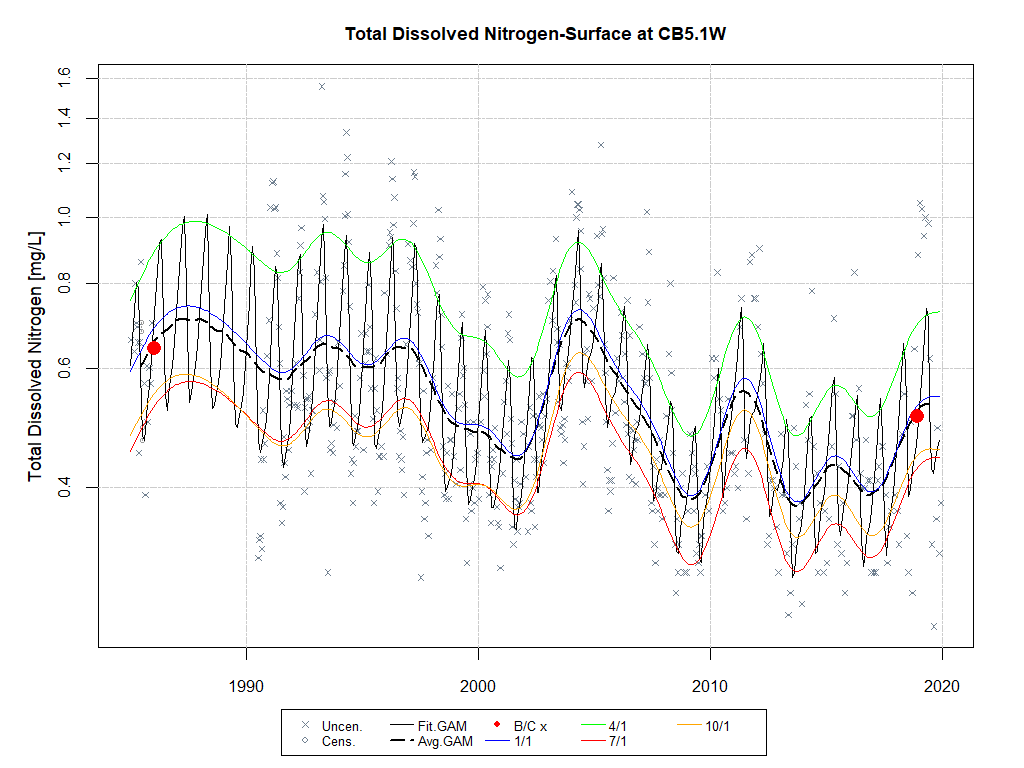 Total Dissolved Nitrogen-Surface at CB5.1W
Total Dissolved Nitrogen [mg/L]
1.6
1.4
1.2
1.0
0.8
0.6
0.4
1990 2000 2010 2020
Uncen. Fit.GAM B/C x 4/1 10/1
Cens. Avg.GAM 1/1 7/1